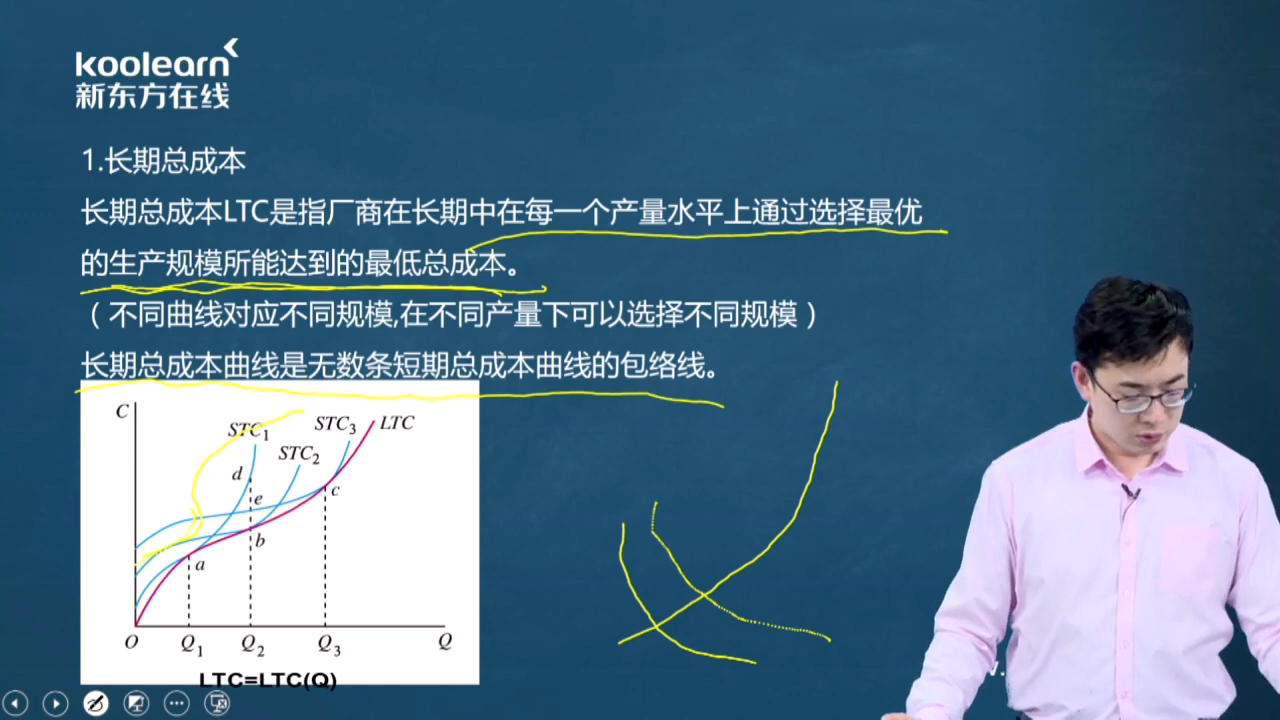 koolearn
新东方在线
1.长期总成本
长期总成本LTC是指厂商在长期中在每一个产量水平上通过选择最优
的生产规模所能达到的最低总成本。
（不同曲线对应不同规模,在不同产量下可以选择不同规模）
长期总成本曲线是无数条短期总成本曲线的包络线。
C
STC1
STC2
STC3
LTC
d
e
c
b
a
O
Q1
Q2
Q3
Q
LTC=LTC(Q)